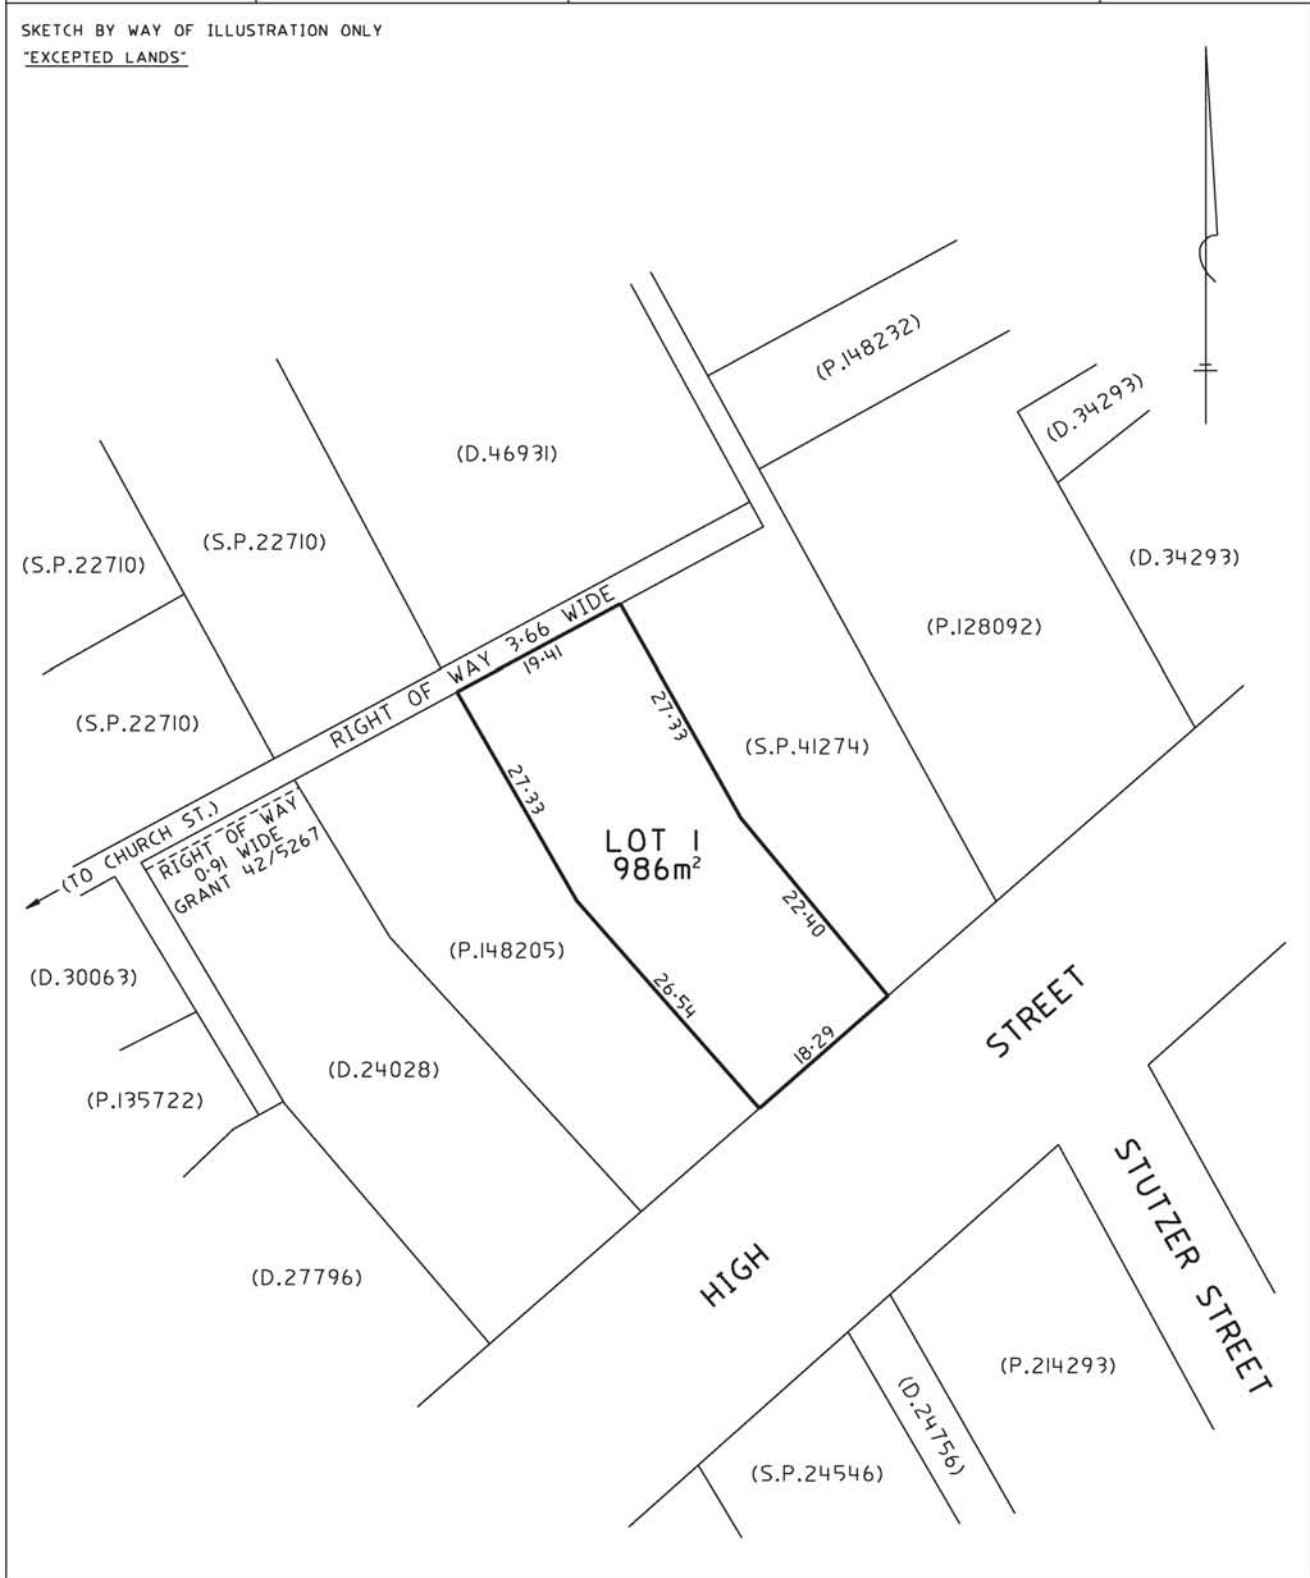 SKETCH BY WAY OF ILLUSTRATION ONLY
"EXCEPTED LANDS"
(P.148232)
(D.34293)
(D.46931)
(S.P.22710)
(S.P.22710)
(D.34293)
(P.128092)
(S.P.22710)
RIGHT OF WAY 3·66 WIDE
19·41
27·33
(S.P.41274)
27·33
(TO CHURCH ST.)
RIGHT OF WAY
0·91 WIDE
GRANT 42/5267
LOT 1
986m²
22·40
(P.148205)
(D.30063)
26·54
18·29
HIGH STREET
(D.24028)
(P.135722)
STUTZER STREET
(D.27796)
(P.214293)
(D.24756)
(S.P.24546)